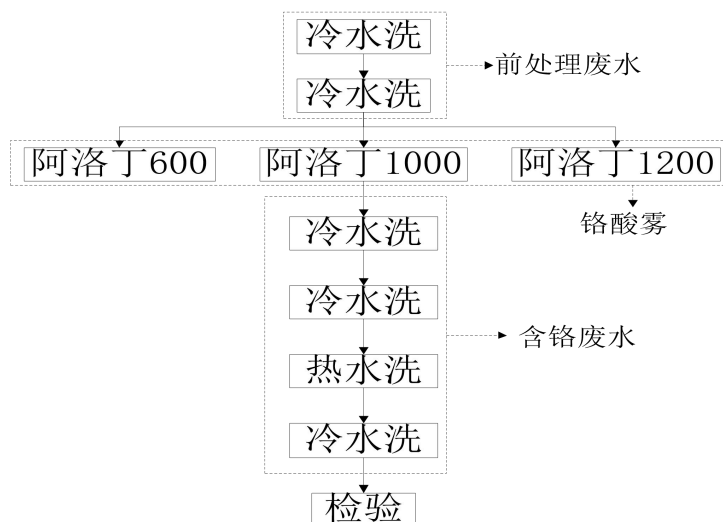 冷水洗
前处理废水
冷水洗
阿洛丁600
阿洛丁1000
阿洛丁1200
铬酸雾
冷水洗
冷水洗
含铬废水
热水洗
冷水洗
检验